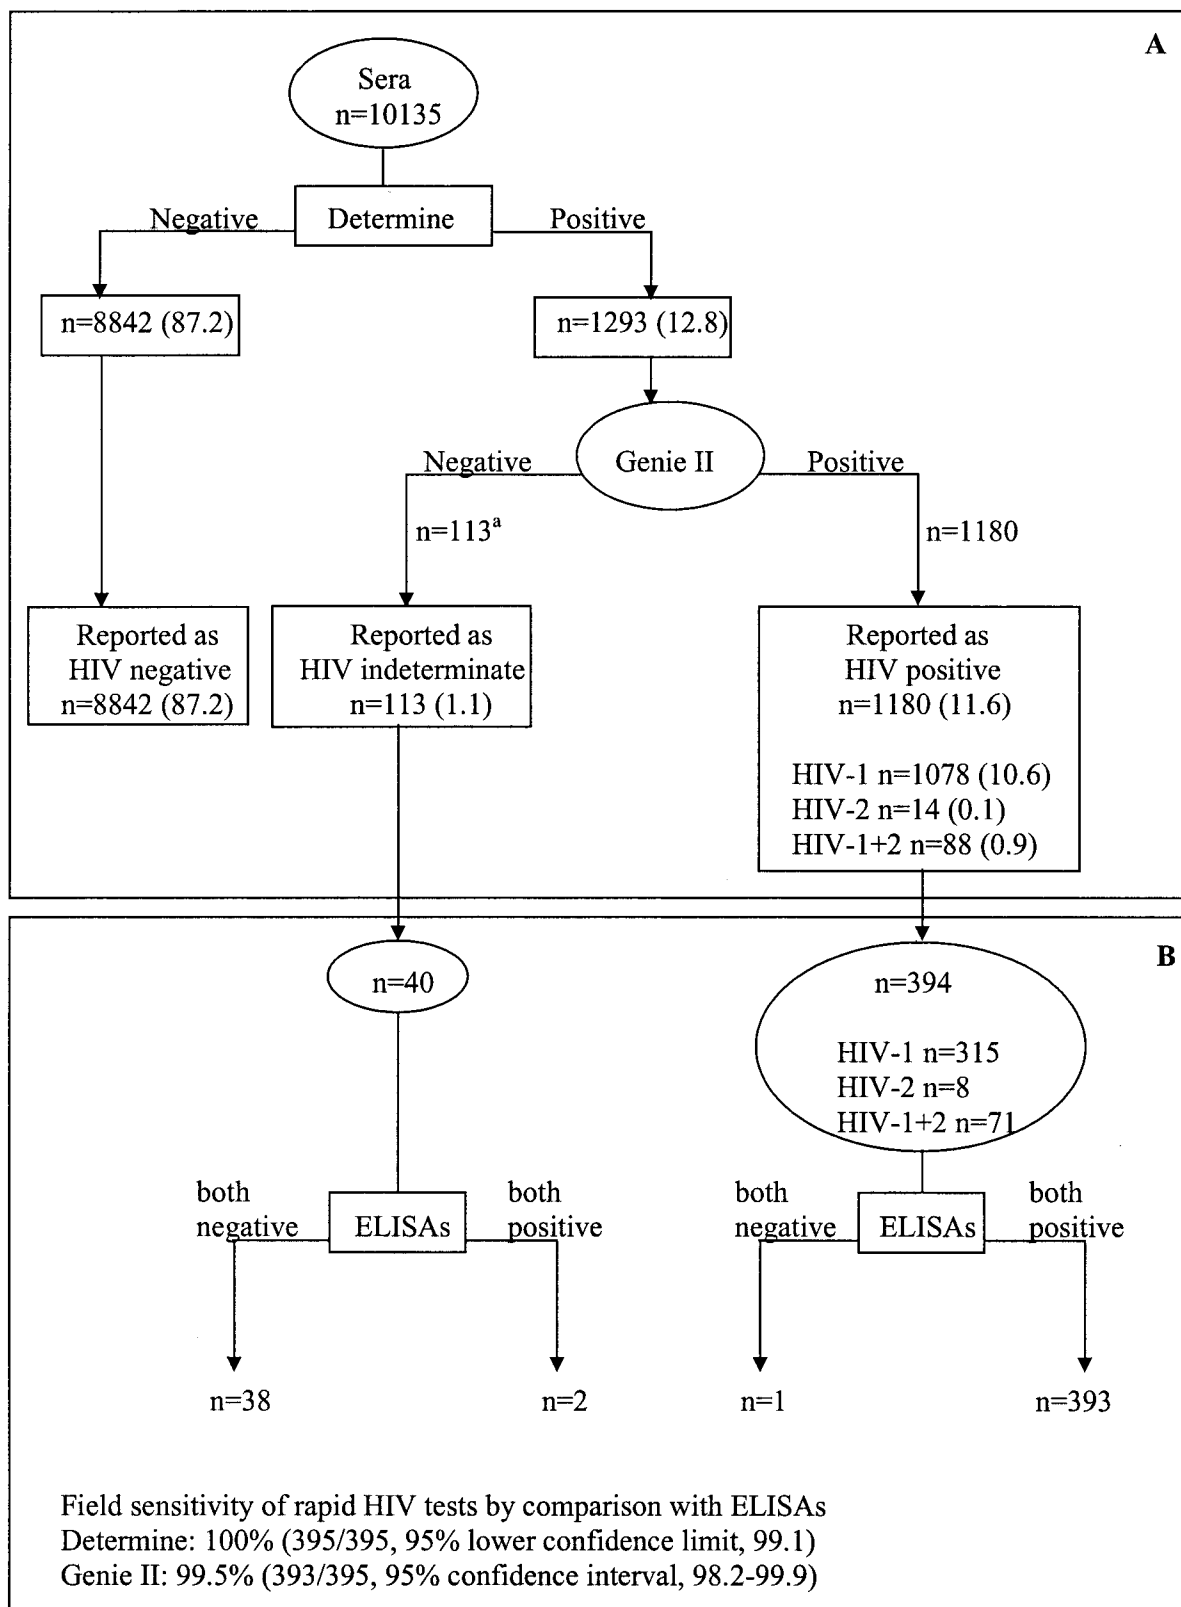 A
Sera
n=10135
Negative
Determine
Positive
n=8842 (87.2)
n=1293 (12.8)
Negative
Genie II
Positive
n=113ᵃ
n=1180
Reported as
HIV negative
n=8842 (87.2)
Reported as
HIV indeterminate
n=113 (1.1)
Reported as
HIV positive
n=1180 (11.6)
HIV-1 n=1078 (10.6)
HIV-2 n=14 (0.1)
HIV-1+2 n=88 (0.9)
B
n=40
n=394
HIV-1 n=315
HIV-2 n=8
HIV-1+2 n=71
both
negative
ELISAs
both
positive
both
negative
ELISAs
both
positive
n=38
n=2
n=1
n=393
Field sensitivity of rapid HIV tests by comparison with ELISAs
Determine: 100% (395/395, 95% lower confidence limit, 99.1)
Genie II: 99.5% (393/395, 95% confidence interval, 98.2-99.9)